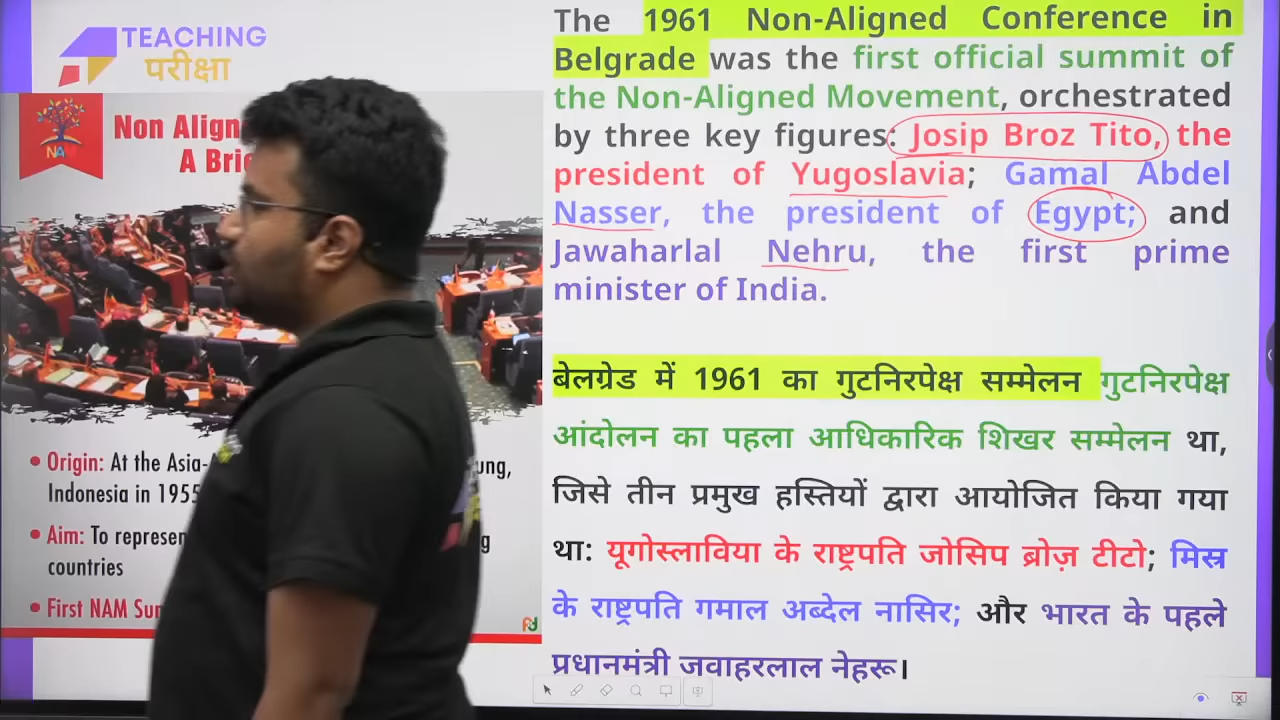 TEACHING
परीक्षा
Non Align
A Brie
NA
Origin: At the Asia- ung,
Indonesia in 1955
Aim: To represen g
countries
First NAM Sum
The 1961 Non-Aligned Conference in
Belgrade was the first official summit of
the Non-Aligned Movement, orchestrated
by three key figures: Josip Broz Tito, the
president of Yugoslavia; Gamal Abdel
Nasser, the president of Egypt; and
Jawaharlal Nehru, the first prime
minister of India.
बेलग्रेड में 1961 का गुटनिरपेक्ष सम्मेलन गुटनिरपेक्ष
आंदोलन का पहला आधिकारिक शिखर सम्मेलन था,
जिसे तीन प्रमुख हस्तियों द्वारा आयोजित किया गया
था: यूगोस्लाविया के राष्ट्रपति जोसिप ब्रोज़ टीटो; मिस्र
के राष्ट्रपति गमाल अब्देल नासिर; और भारत के पहले
प्रधानमंत्री जवाहरलाल नेहरू।